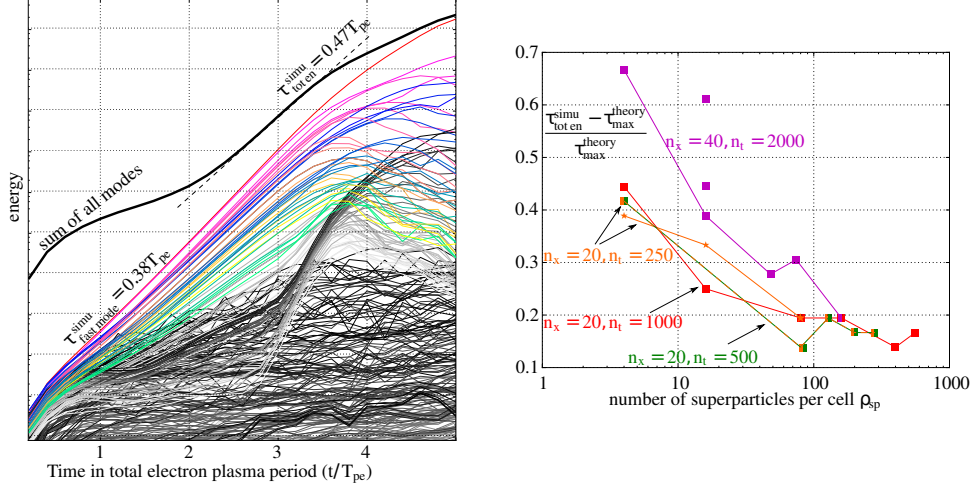 energy
sum of all modes
τ^simu_tot en = 0.47T_pe
τ^simu_fast mode = 0.38T_pe
1
2
3
4
Time in total electron plasma period (t/T_pe)
0.7
0.6
0.5
0.4
0.3
0.2
0.1
τ^simu_tot en − τ^theory_max
τ^theory_max
n_x = 40, n_t = 2000
n_x = 20, n_t = 250
n_x = 20, n_t = 1000
n_x = 20, n_t = 500
1
10
100
1000
number of superparticles per cell ρ_sp